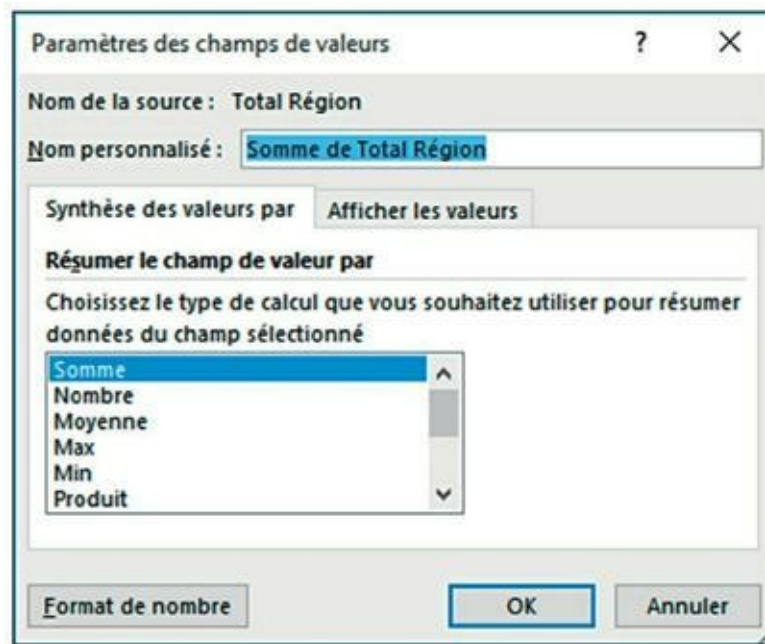 Paramètres des champs de valeurs ? X
Nom de la source : Total Région
Nom personnalisé : Somme de Total Région
Synthèse des valeurs par Afficher les valeurs
Résumer le champ de valeur par
Choisissez le type de calcul que vous souhaitez utiliser pour résumer
données du champ sélectionné
Somme
Nombre
Moyenne
Max
Min
Produit
Format de nombre OK Annuler